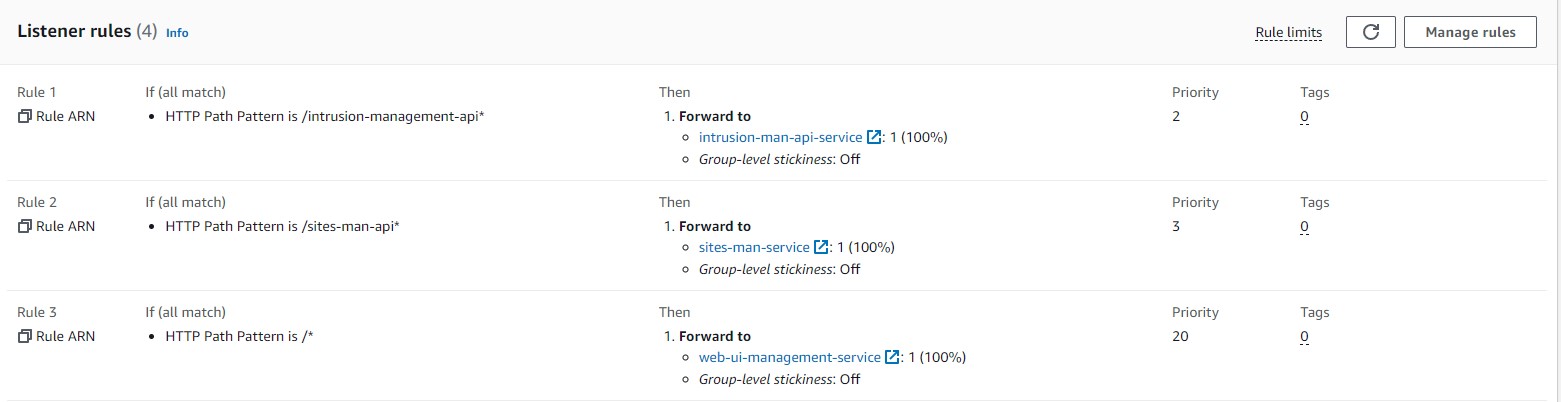 Listener rules (4) Info Rule limits Manage rules
Rule 1 If (all match) Then Priority Tags
Rule ARN • HTTP Path Pattern is /intrusion-management-api* 1. Forward to 2 0
intrusion-man-api-service : 1 (100%)
Group-level stickiness: Off
Rule 2 If (all match) Then Priority Tags
Rule ARN • HTTP Path Pattern is /sites-man-api* 1. Forward to 3 0
sites-man-service : 1 (100%)
Group-level stickiness: Off
Rule 3 If (all match) Then Priority Tags
Rule ARN • HTTP Path Pattern is /* 1. Forward to 20 0
web-ui-management-service : 1 (100%)
Group-level stickiness: Off